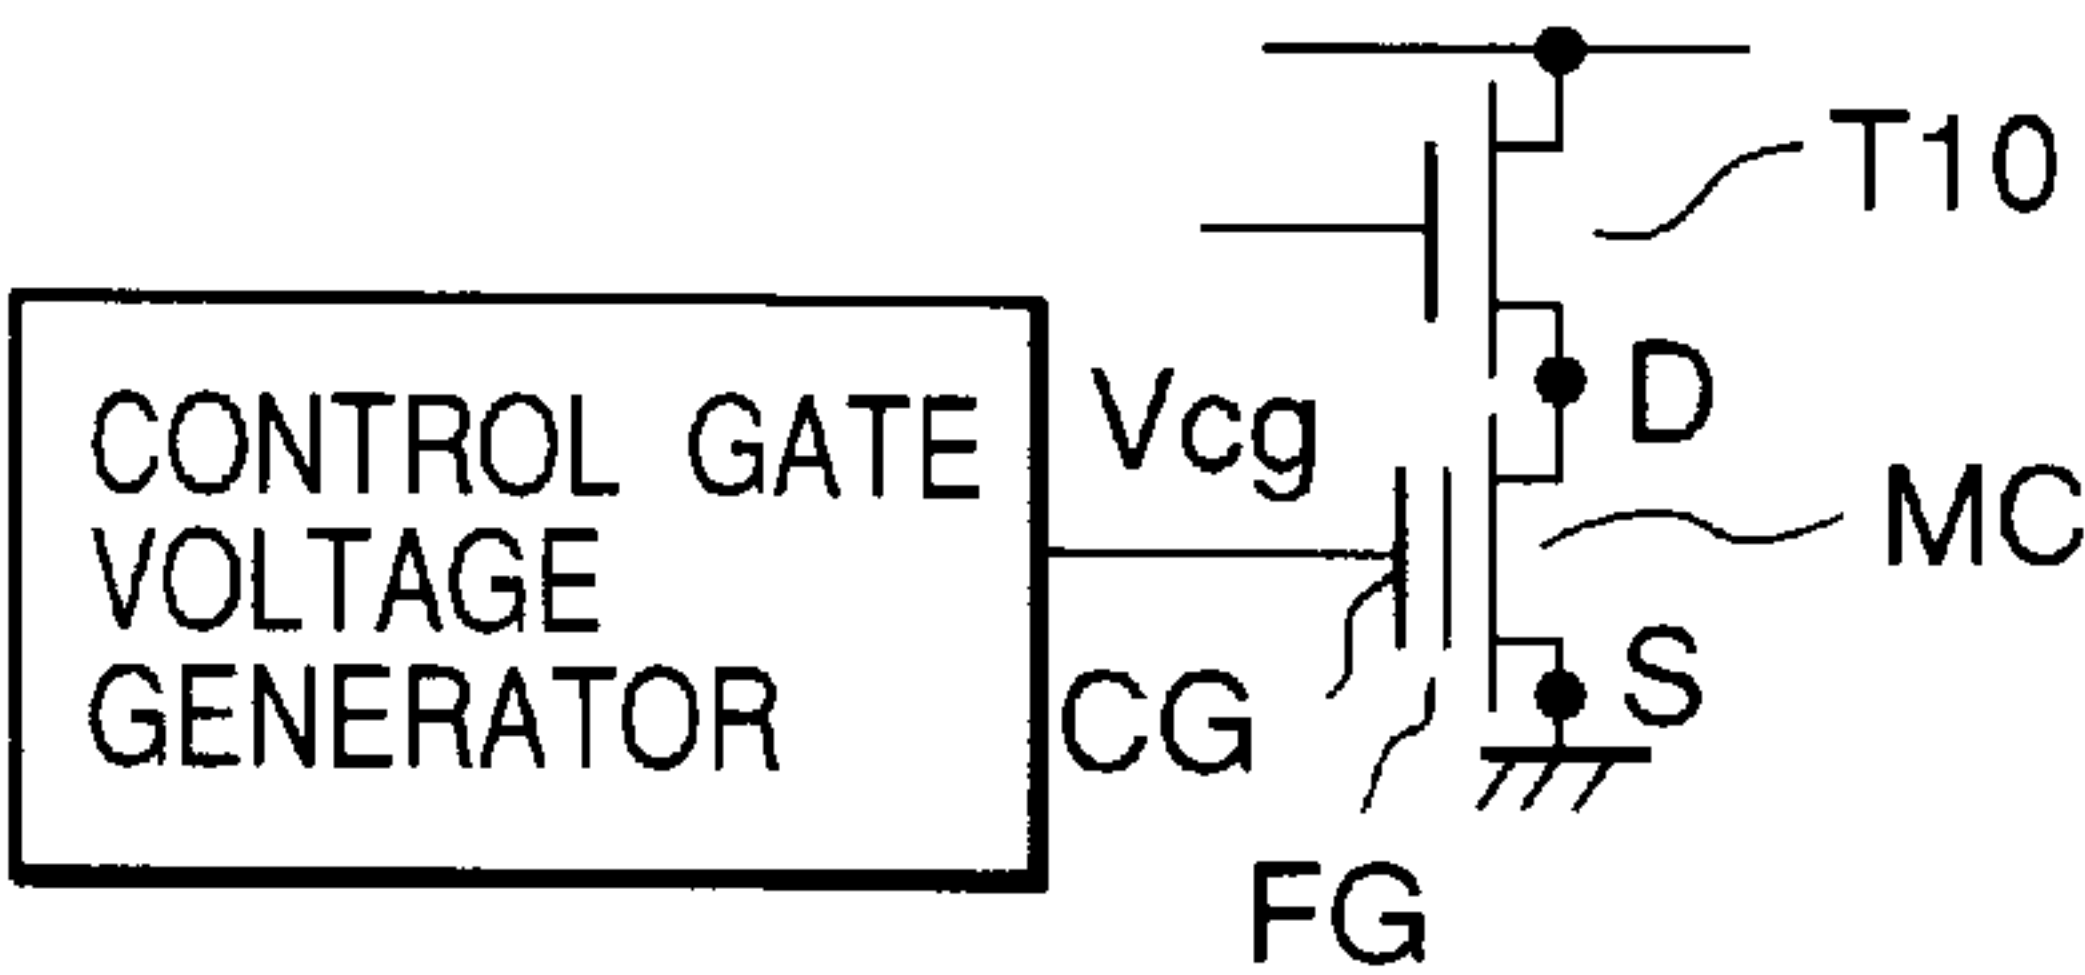 T10
CONTROL GATE
VOLTAGE
GENERATOR
Vcg
D
MC
CG
S
FG